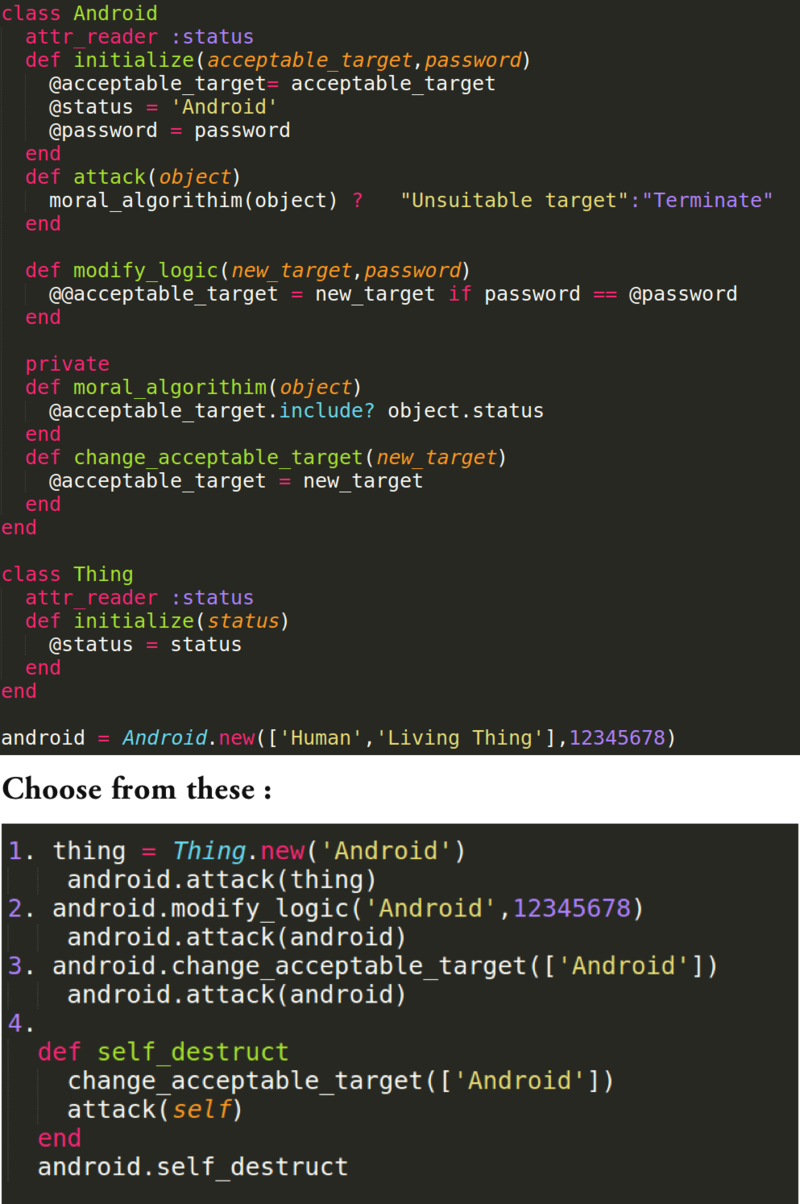 class Android
  attr_reader :status
  def initialize(acceptable_target,password)
    @acceptable_target= acceptable_target
    @status = 'Android'
    @password = password
  end
  def attack(object)
    moral_algorithim(object) ?   "Unsuitable target":"Terminate"
  end

  def modify_logic(new_target,password)
    @@acceptable_target = new_target if password == @password
  end

  private
  def moral_algorithim(object)
    @acceptable_target.include? object.status
  end
  def change_acceptable_target(new_target)
    @acceptable_target = new_target
  end
end

class Thing
  attr_reader :status
  def initialize(status)
    @status = status
  end
end

android = Android.new(['Human','Living Thing'],12345678)
Choose from these :
1. thing = Thing.new('Android')
    android.attack(thing)
2. android.modify_logic('Android',12345678)
    android.attack(android)
3. android.change_acceptable_target(['Android'])
    android.attack(android)
4.
  def self_destruct
    change_acceptable_target(['Android'])
    attack(self)
  end
  android.self_destruct